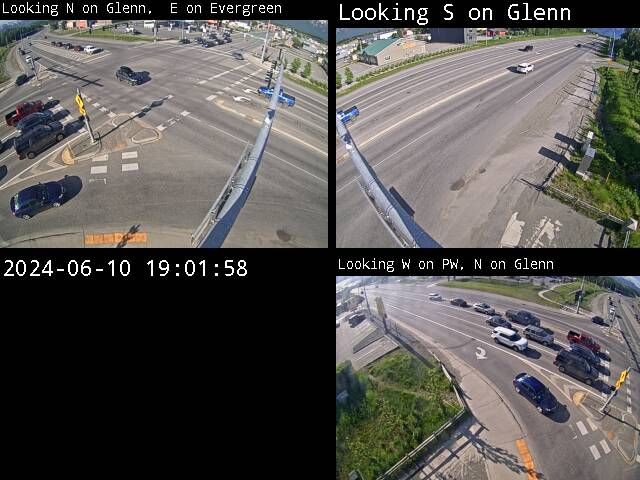 Looking N on Glenn,  E on Evergreen
Looking S on Glenn
2024-06-10 19:01:58
Looking W on PW, N on Glenn